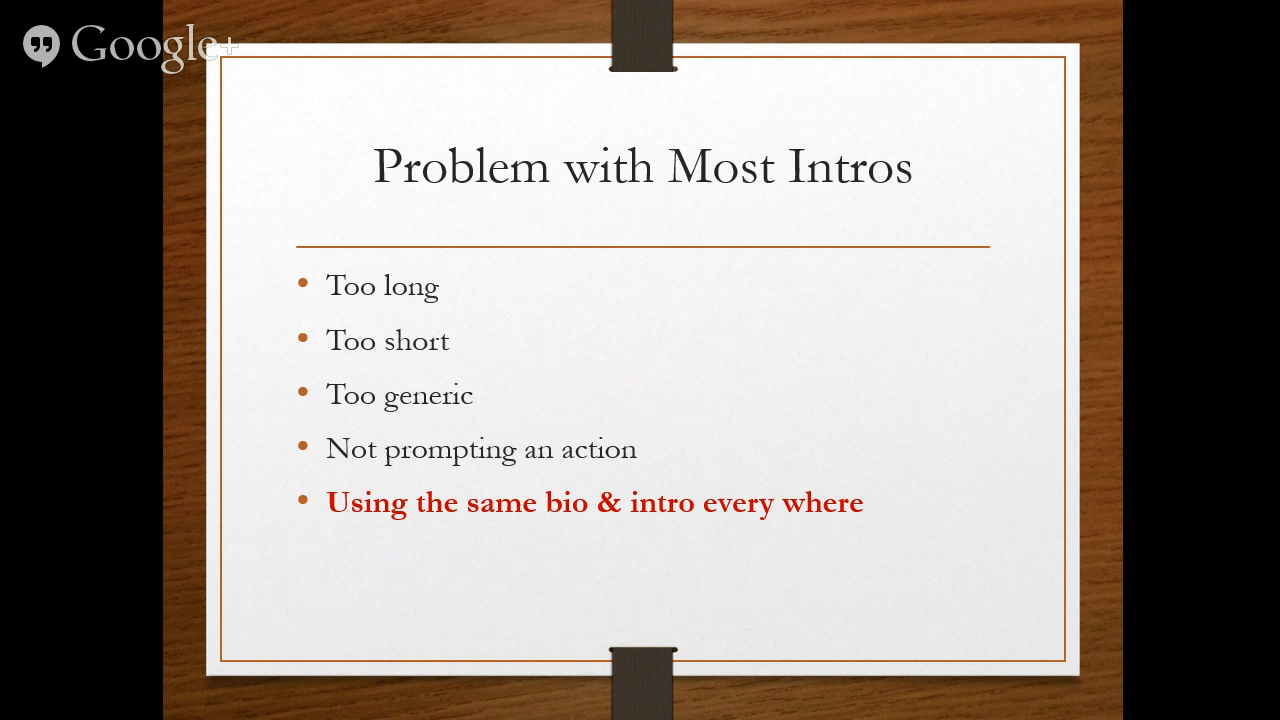 Google+
Problem with Most Intros
• Too long
• Too short
• Too generic
• Not prompting an action
• Using the same bio & intro every where